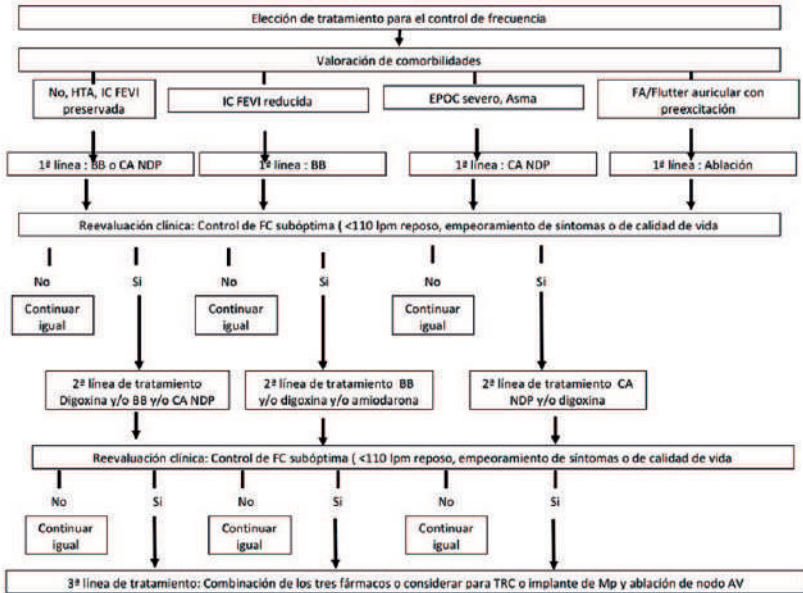 Elección de tratamiento para el control de frecuencia
Valoración de comorbilidades
No, HTA, IC FEVI
preservada
IC FEVI reducida
EPOC severo, Asma
FA/Flutter auricular con
preexcitación
1ª línea : BB o CA NDP
1ª línea : BB
1ª línea : CA NDP
1ª línea : Ablación
Reevaluación clínica: Control de FC subóptima ( <110 lpm reposo, empeoramiento de síntomas o de calidad de vida
No
Si
No
Si
No
Si
Continuar
igual
Continuar
igual
Continuar
igual
2ª línea de tratamiento
Digoxina y/o BB y/o CA NDP
2ª línea de tratamiento BB
y/o digoxina y/o amiodarona
2ª línea de tratamiento CA
NDP y/o digoxina
Reevaluación clínica: Control de FC subóptima ( <110 lpm reposo, empeoramiento de síntomas o de calidad de vida
No
Si
No
Si
No
Si
Continuar
igual
Continuar
igual
Continuar
igual
3ª línea de tratamiento: Combinación de los tres fármacos o considerar para TRC o implante de Mp y ablación de nodo AV